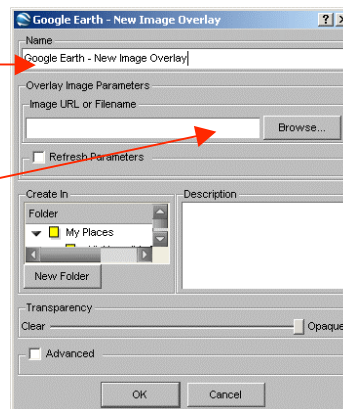 Google Earth - New Image Overlay
Name
Google Earth - New Image Overlay
Overlay Image Parameters
Image URL or Filename
Browse...
Refresh Parameters
Create In
Description
Folder
My Places
New Folder
Transparency
Clear
Opaque
Advanced
OK
Cancel